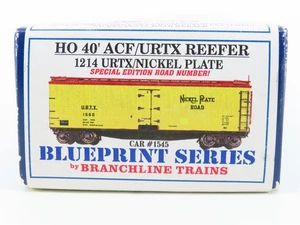 HO 40' ACF/URTX REEFER
1214 URTX/NICKEL PLATE
SPECIAL EDITION ROAD NUMBER!
U.R.T.X.
NICKEL PLATE
ROAD
CAR #1545
BLUEPRINT SERIES
by BRANCHLINE TRAINS